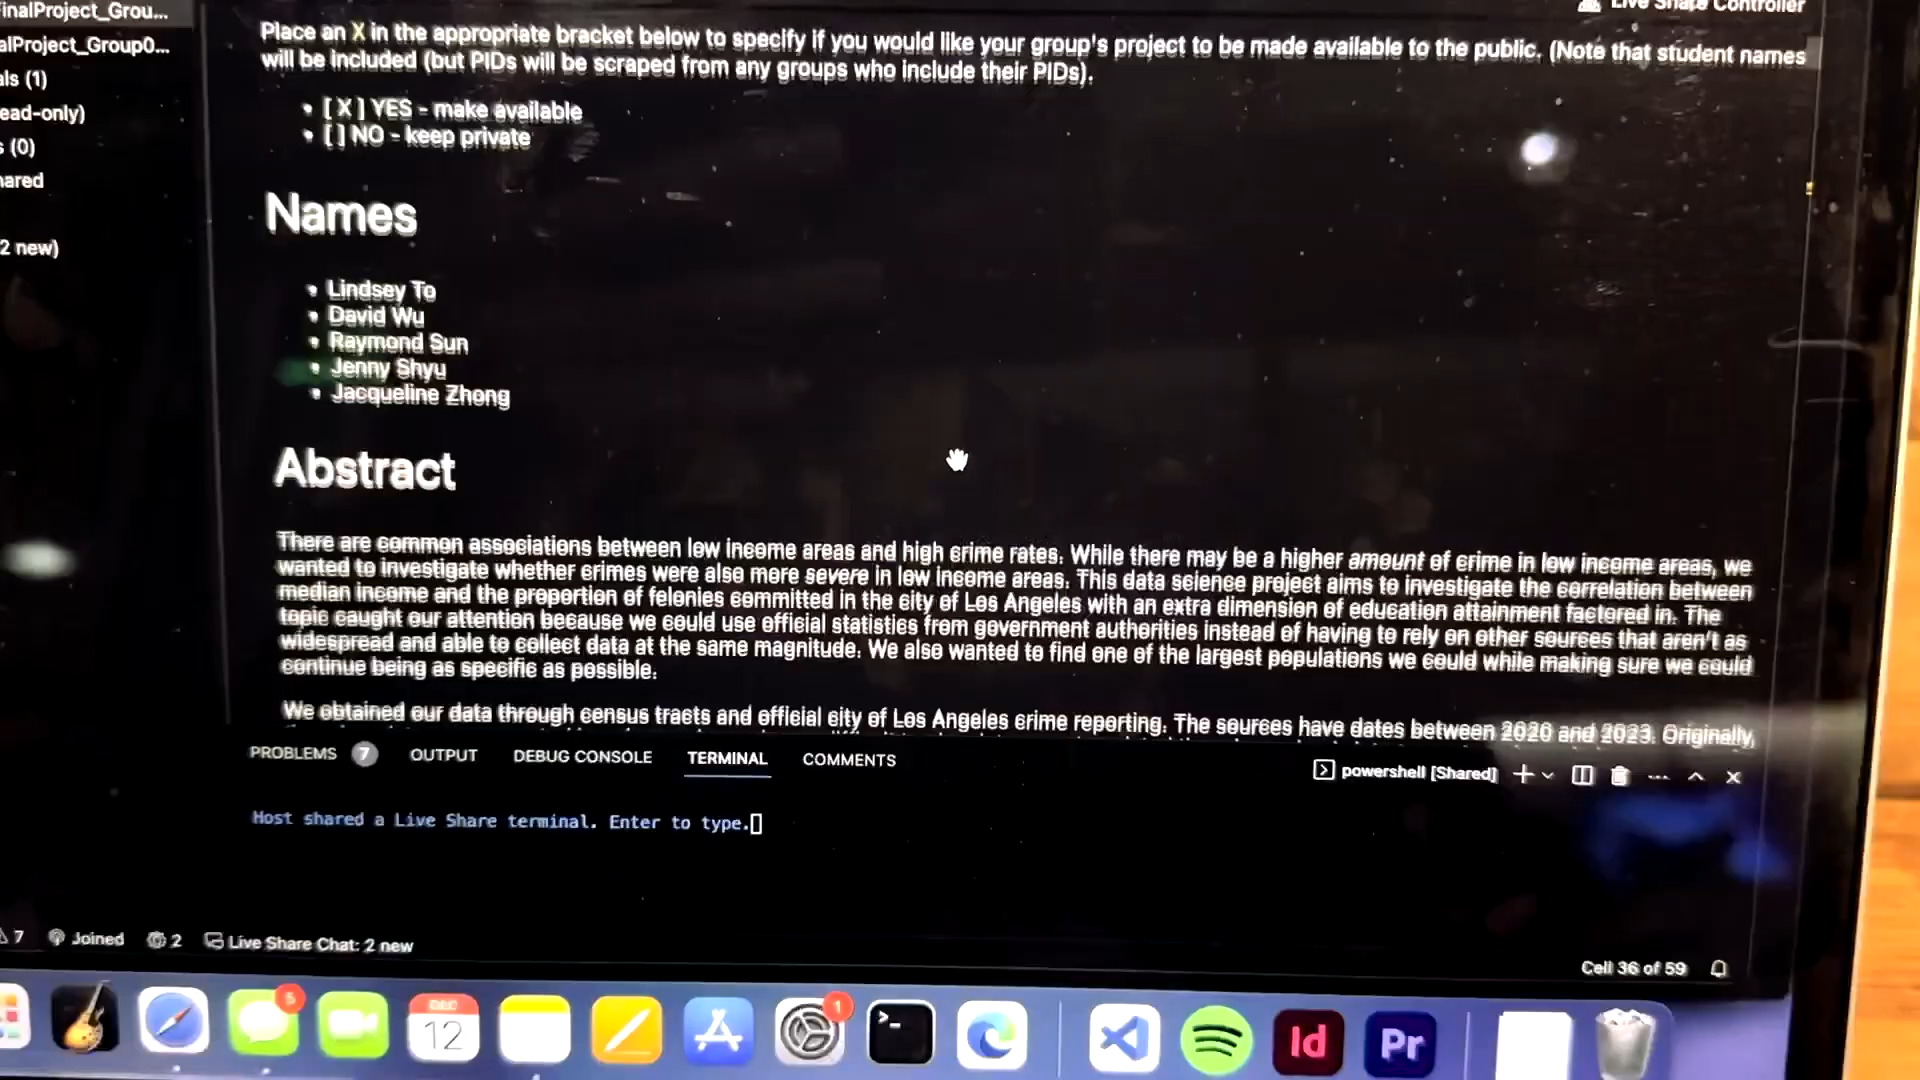 inalProject_Grou...
alProject_Group0...
als (1)
ead-only)
s (0)
hared
2 new)
Live Share Controller
Place an X in the appropriate bracket below to specify if you would like your group's project to be made available to the public. (Note that student names
will be included (but PIDs will be scraped from any groups who include their PIDs).
• [ X ] YES - make available
• [ ] NO - keep private
Names
• Lindsey To
• David Wu
• Raymond Sun
• Jenny Shyu
• Jacqueline Zhong
Abstract
There are common associations between low income areas and high crime rates. While there may be a higher amount of crime in low income areas, we
wanted to investigate whether crimes were also more severe in low income areas. This data science project aims to investigate the correlation between
median income and the proportion of felonies committed in the city of Los Angeles with an extra dimension of education attainment factored in. The
topic caught our attention because we could use official statistics from government authorities instead of having to rely on other sources that aren't as
widespread and able to collect data at the same magnitude. We also wanted to find one of the largest populations we could while making sure we could
continue being as specific as possible.
We obtained our data through census tracts and official city of Los Angeles crime reporting. The sources have dates between 2020 and 2023. Originally,
PROBLEMS 7 OUTPUT DEBUG CONSOLE TERMINAL COMMENTS
powershell [Shared]
Host shared a Live Share terminal. Enter to type.
7 Joined 2 Live Share Chat: 2 new
Cell 36 of 59
5
DEC
12
1
Id
Pr